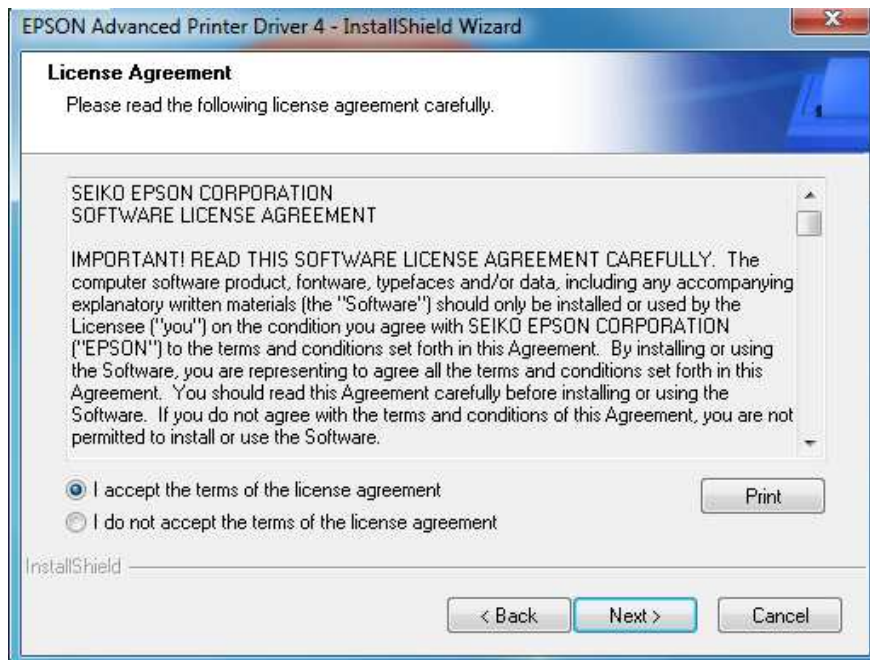 EPSON Advanced Printer Driver 4 - InstallShield Wizard
License Agreement
Please read the following license agreement carefully.
SEIKO EPSON CORPORATION
SOFTWARE LICENSE AGREEMENT
IMPORTANT! READ THIS SOFTWARE LICENSE AGREEMENT CAREFULLY. The
computer software product, fontware, typefaces and/or data, including any accompanying
explanatory written materials (the "Software") should only be installed or used by the
Licensee ("you") on the condition you agree with SEIKO EPSON CORPORATION
("EPSON") to the terms and conditions set forth in this Agreement. By installing or using
the Software, you are representing to agree all the terms and conditions set forth in this
Agreement. You should read this Agreement carefully before installing or using the
Software. If you do not agree with the terms and conditions of this Agreement, you are not
permitted to install or use the Software.
I accept the terms of the license agreement
Print
I do not accept the terms of the license agreement
InstallShield
< Back Next > Cancel